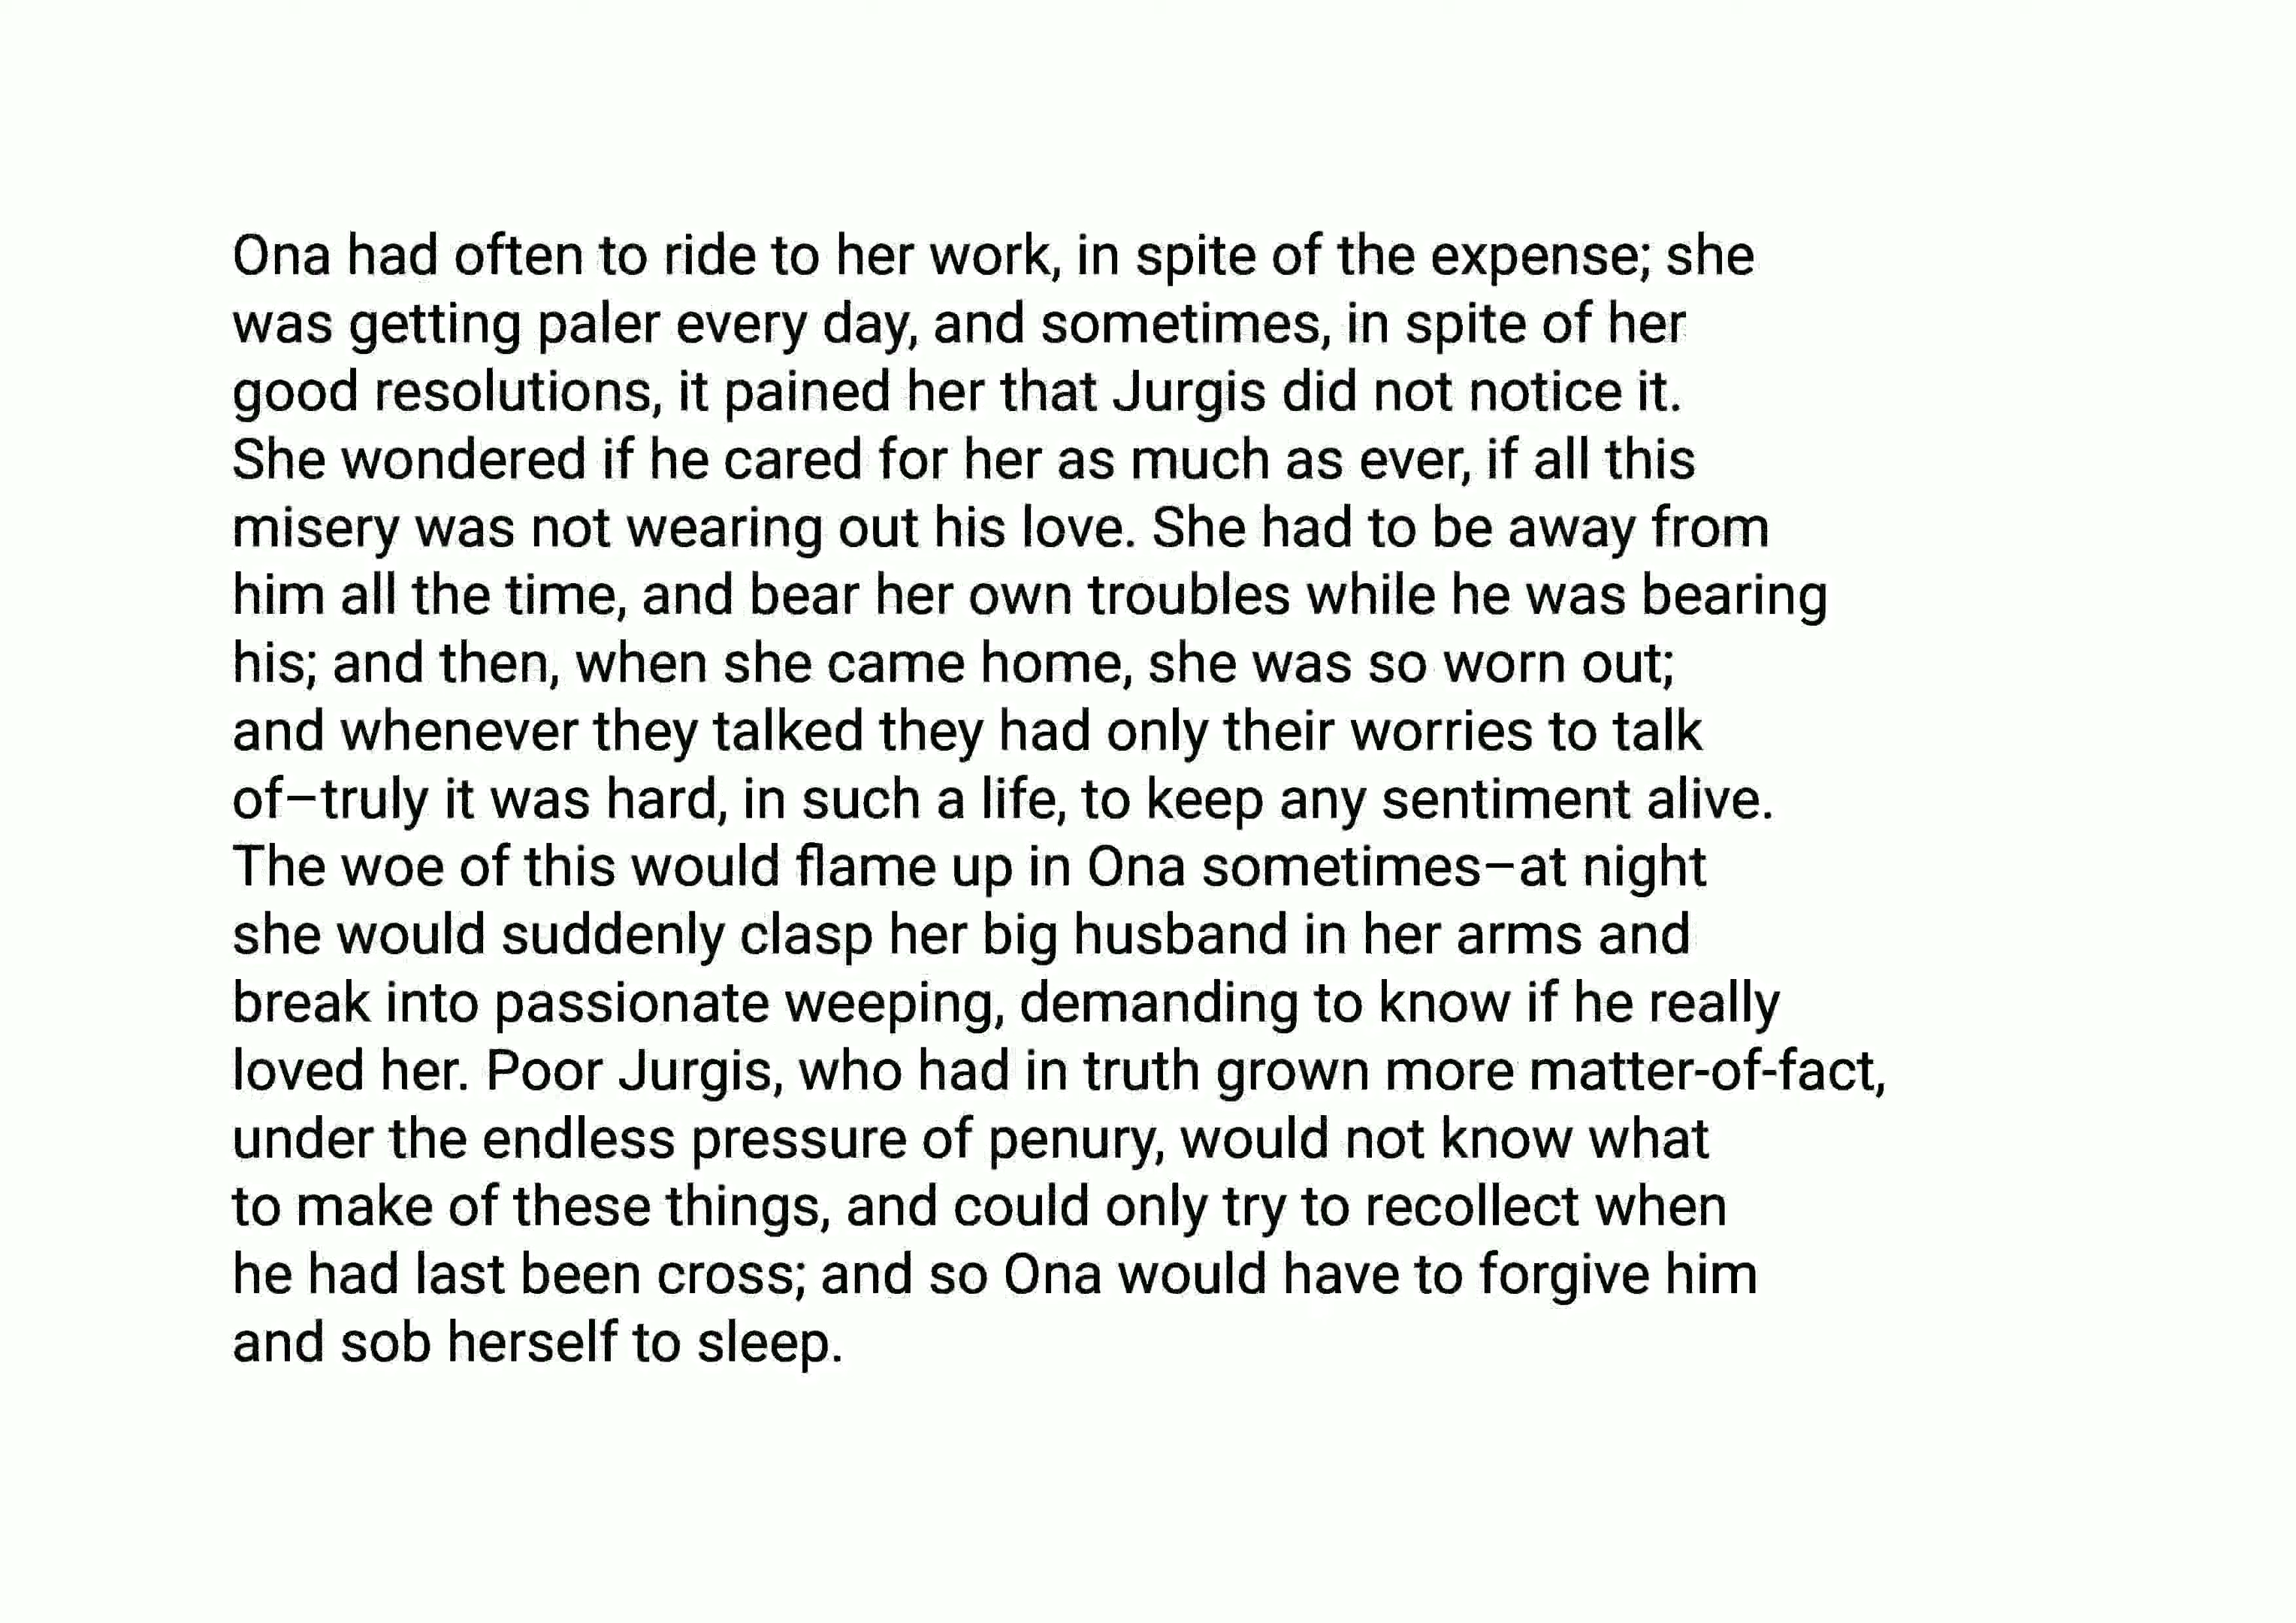 Ona had often to ride to her work, in spite of the expense; she
was getting paler every day, and sometimes, in spite of her
good resolutions, it pained her that Jurgis did not notice it.
She wondered if he cared for her as much as ever, if all this
misery was not wearing out his love. She had to be away from
him all the time, and bear her own troubles while he was bearing
his; and then, when she came home, she was so worn out;
and whenever they talked they had only their worries to talk
of–truly it was hard, in such a life, to keep any sentiment alive.
The woe of this would flame up in Ona sometimes–at night
she would suddenly clasp her big husband in her arms and
break into passionate weeping, demanding to know if he really
loved her. Poor Jurgis, who had in truth grown more matter-of-fact,
under the endless pressure of penury, would not know what
to make of these things, and could only try to recollect when
he had last been cross; and so Ona would have to forgive him
and sob herself to sleep.